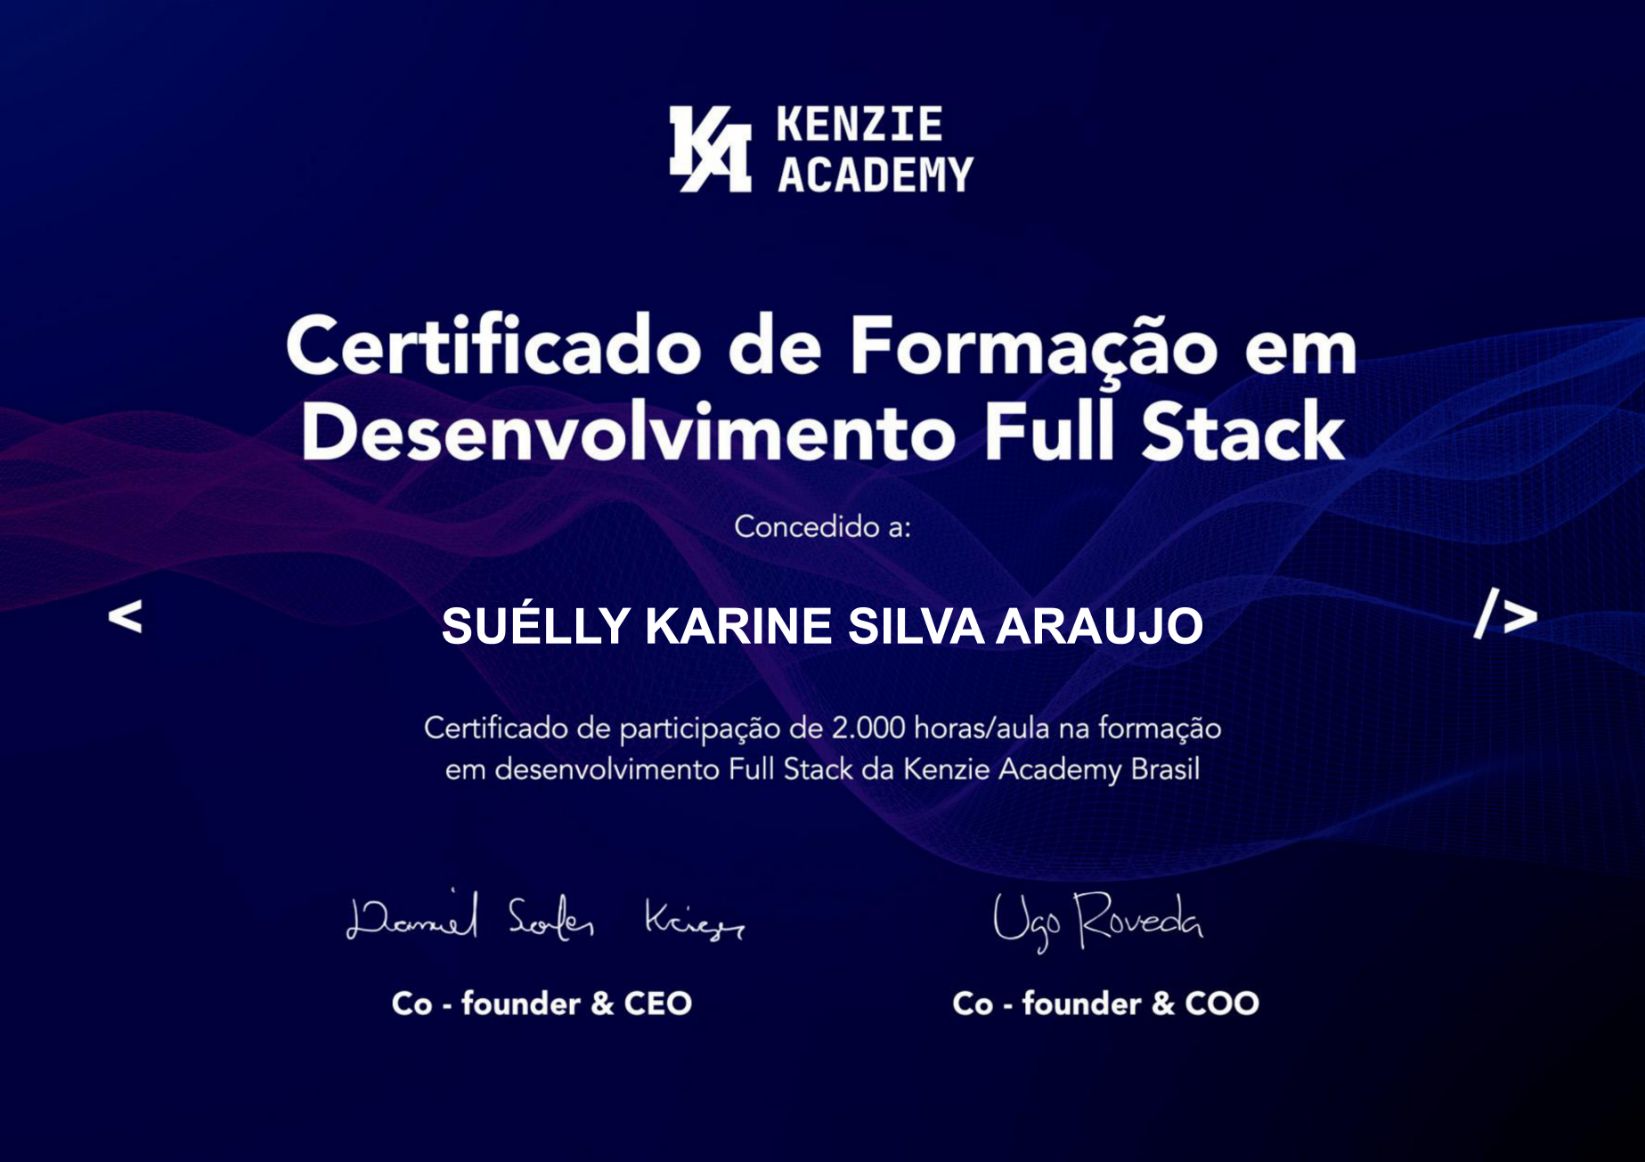 KENZIE
ACADEMY
Certificado de Formação em
Desenvolvimento Full Stack
Concedido a:
< SUÉLLY KARINE SILVA ARAUJO />
Certificado de participação de 2.000 horas/aula na formação
em desenvolvimento Full Stack da Kenzie Academy Brasil
Daniel Ugo Roveda
Co - founder & CEO Co - founder & COO